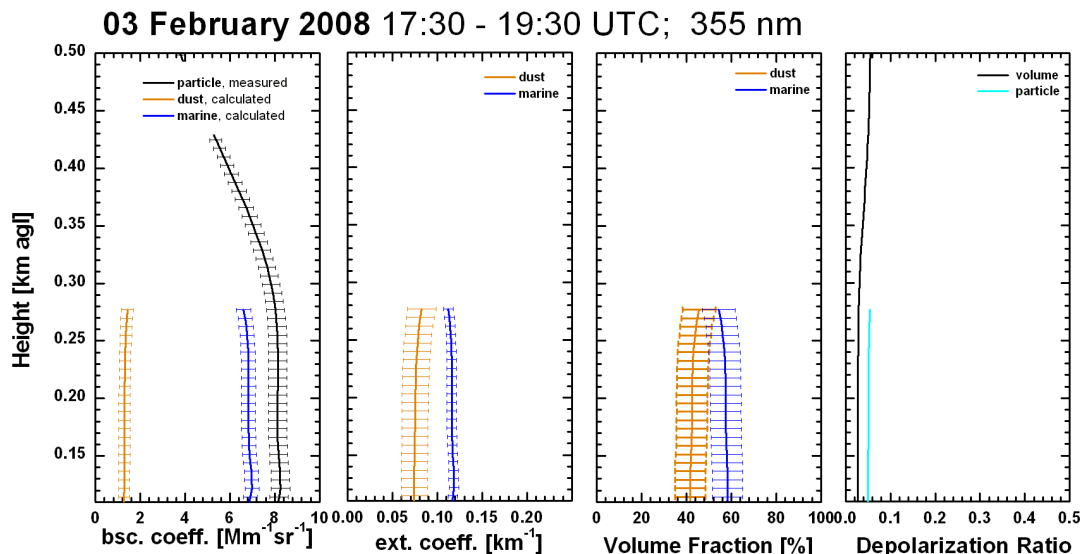 03 February 2008 17:30 - 19:30 UTC; 355 nm
Height [km agl]
0.50
0.45
0.40
0.35
0.30
0.25
0.20
0.15
particle, measured
dust, calculated
marine, calculated
0 2 4 6 8 10
bsc. coeff. [Mm⁻¹sr⁻¹]
dust
marine
0.00 0.10 0.20
ext. coeff. [km⁻¹]
dust
marine
0 20 40 60 80 100
Volume Fraction [%]
volume
particle
0.0 0.1 0.2 0.3 0.4 0.5
Depolarization Ratio